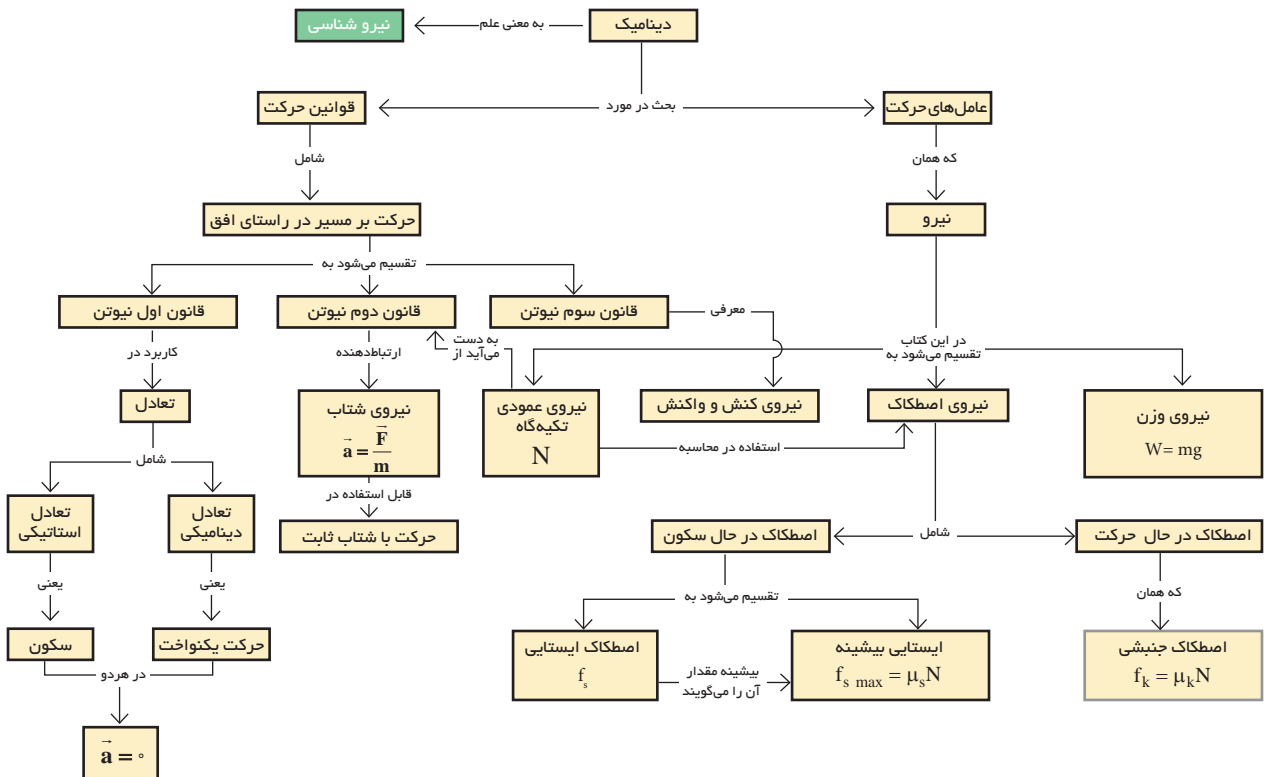 دینامیک
به معنی علم
نیرو شناسی
بحث در مورد
عامل‌های حرکت
قوانین حرکت
که همان
شامل
نیرو
حرکت بر مسیر در راستای افق
تقسیم می‌شود به
قانون سوم نیوتن
قانون دوم نیوتن
قانون اول نیوتن
معرفی
به دست
می‌آید از
ارتباط‌دهنده
کاربرد در
در این کتاب
تقسیم می‌شود به
نیروی وزن
W= mg
نیروی اصطکاک
نیروی کنش و واکنش
نیروی عمودی
تکیه‌گاه
N
استفاده در محاسبه
نیروی شتاب
a⃗ = F⃗/m
قابل استفاده در
حرکت با شتاب ثابت
تعادل
شامل
تعادل
دینامیکی
تعادل
استاتیکی
یعنی
یعنی
حرکت یکنواخت
سکون
در هردو
a⃗ = ۰
شامل
اصطکاک در حال حرکت
اصطکاک در حال سکون
که همان
تقسیم می‌شود به
اصطکاک جنبشی
f_k = μ_kN
ایستایی بیشینه
f_s max = μ_sN
بیشینه مقدار
آن را می‌گویند
اصطکاک ایستایی
f_s